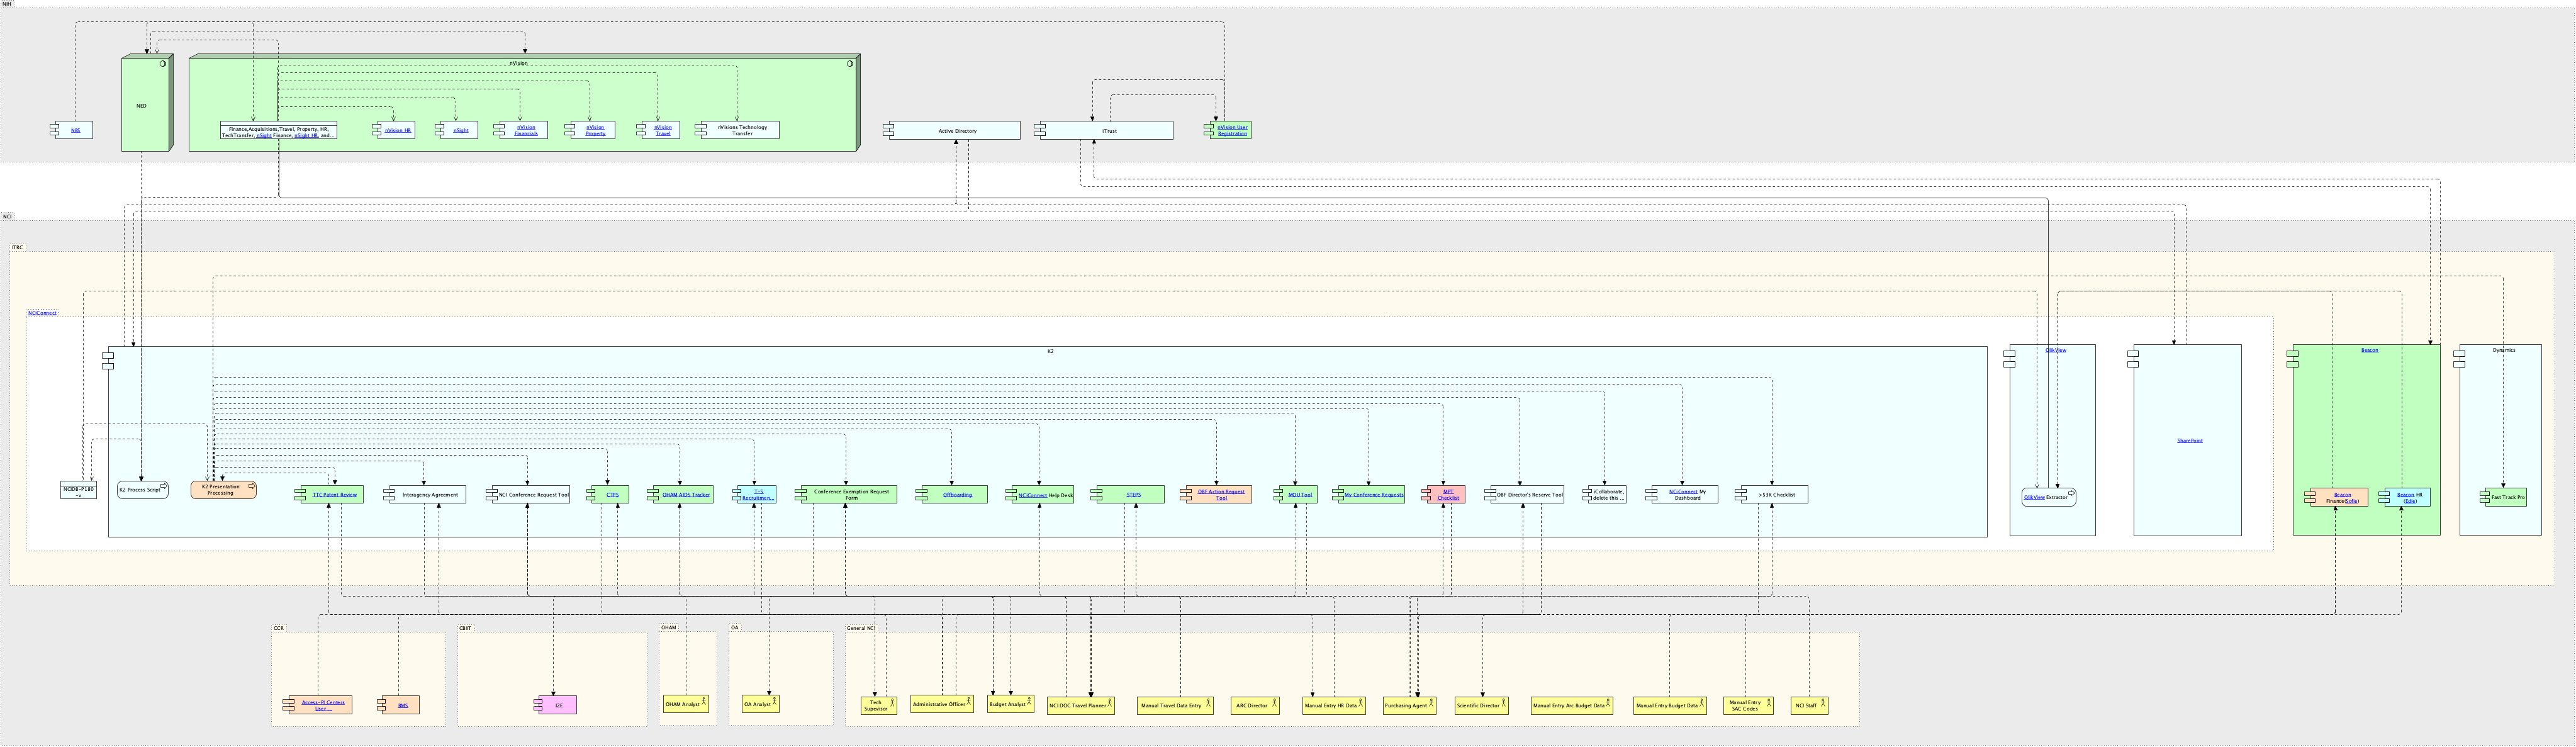 NIH
nVision
NED
NBS
Finance,Acquisitions,Travel, Property, HR,
TechTransfer, nSight Finance, nSight HR, and...
nVision HR
nSight
nVision
Financials
nVision
Property
nVision
Travel
nVisions Technology
Transfer
Active Directory
iTrust
nVision User
Registration
NCI
ITRC
NCIConnect
K2
QlikView
Beacon
Dynamics
SharePoint
NCIDB-P180
-v
K2 Process Script
K2 Presentation
Processing
TTC Patent Review
Interagency Agreement
NCI Conference Request Tool
CTPS
OHAM AIDS Tracker
T-5
Recruitmen...
Conference Exemption Request
Form
Offboarding
NCIConnect Help Desk
STEPS
OBF Action Request
Tool
MOU Tool
My Conference Requests
MPT
Checklist
OBF Director's Reserve Tool
iCollaborate,
delete this ...
NCIConnect My
Dashboard
>$3K Checklist
QlikView Extractor
Beacon
Finance(Sofie)
Beacon HR
(Edie)
Fast Track Pro
CCR
CBIIT
OHAM
OA
General NCI
Access-PI Centers
User ...
BMS
I2E
OHAM Analyst
OA Analyst
Tech
Supevisor
Administrative Officer
Budget Analyst
NCI DOC Travel Planner
Manual Travel Data Entry
ARC Director
Manual Entry HR Data
Purchasing Agent
Scientific Director
Manual Entry Arc Budget Data
Manual Entry Budget Data
Manual Entry
SAC Codes
NCI Staff